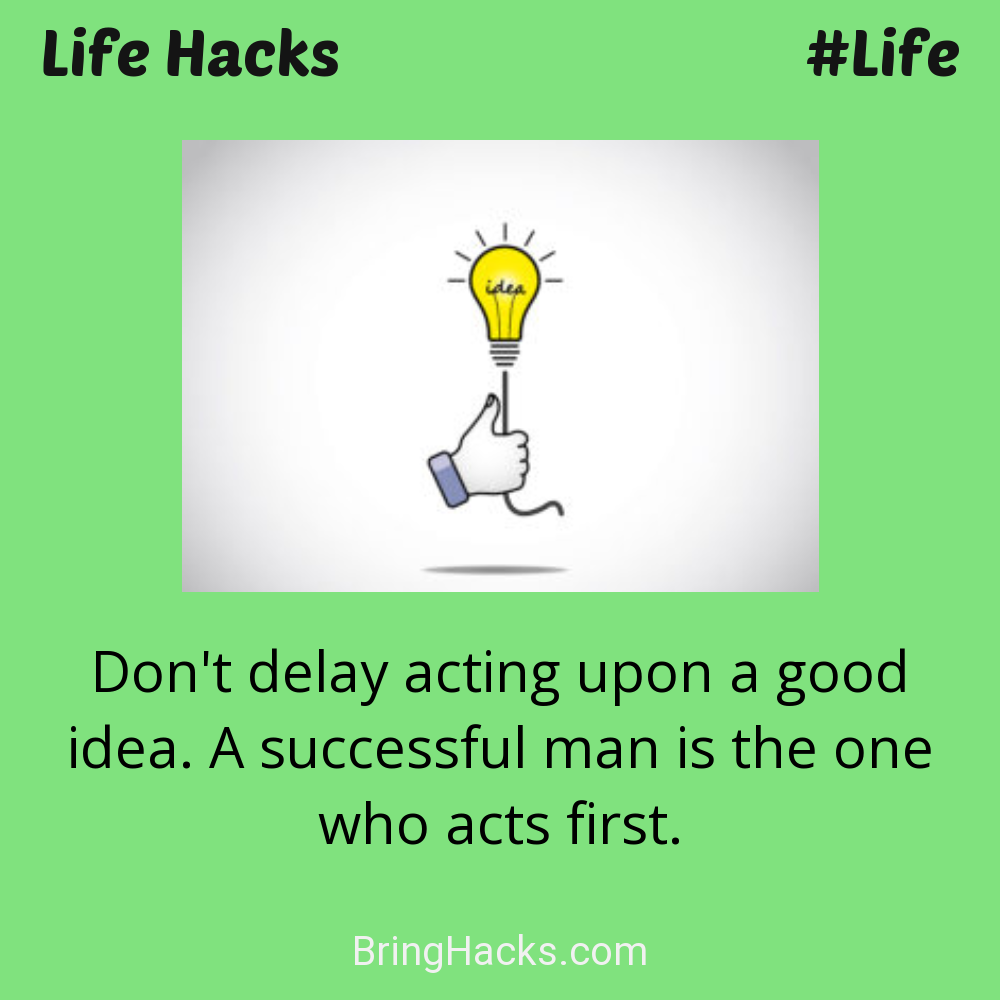 Life Hacks
#Life
idea
Don't delay acting upon a good
idea. A successful man is the one
who acts first.
BringHacks.com